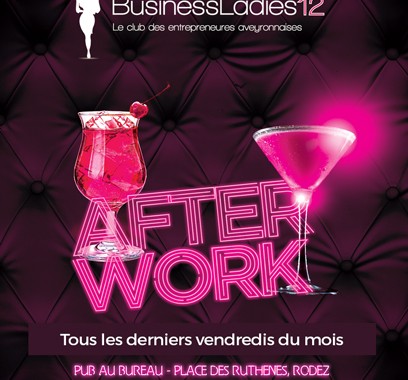 BusinessLadies12
Le club des entrepreneures aveyronnaises
AFTER
WORK
Tous les derniers vendredis du mois
PUB AU BUREAU - PLACE DES RUTHENES, RODEZ